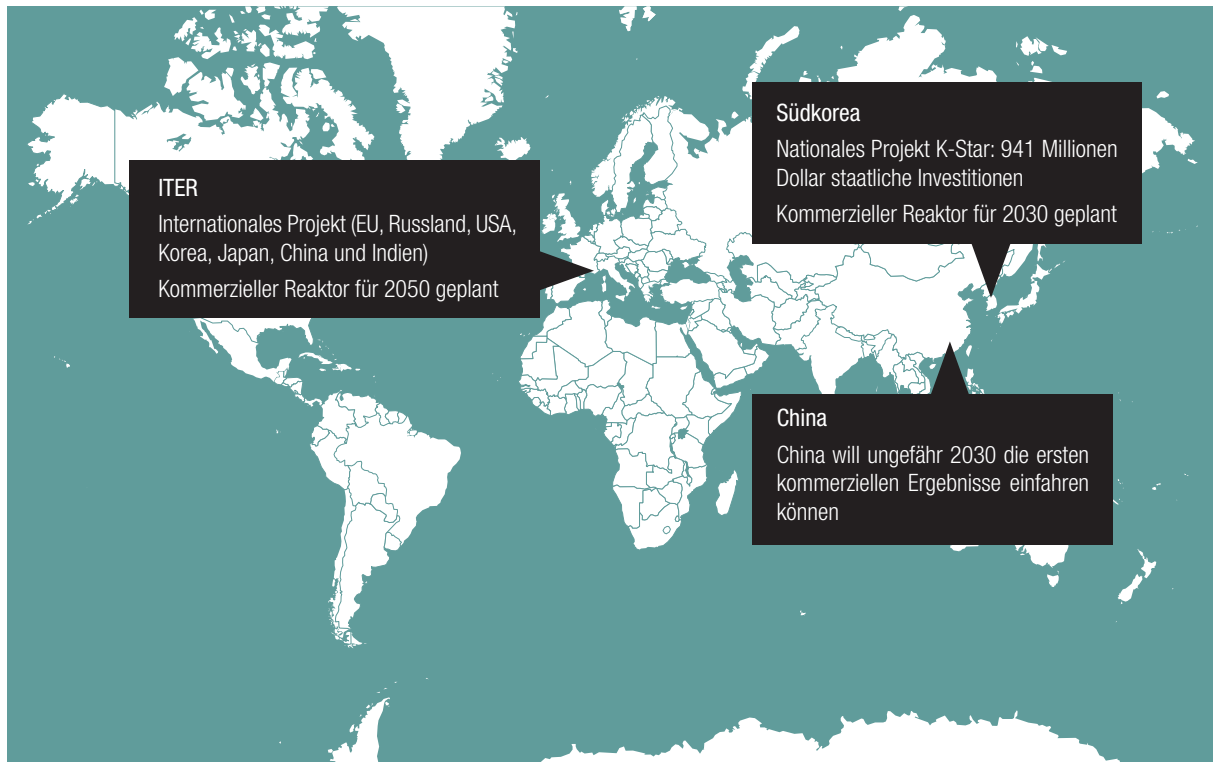 ITER
Internationales Projekt (EU, Russland, USA,
Korea, Japan, China und Indien)
Kommerzieller Reaktor für 2050 geplant
Südkorea
Nationales Projekt K-Star: 941 Millionen
Dollar staatliche Investitionen
Kommerzieller Reaktor für 2030 geplant
China
China will ungefähr 2030 die ersten
kommerziellen Ergebnisse einfahren
können